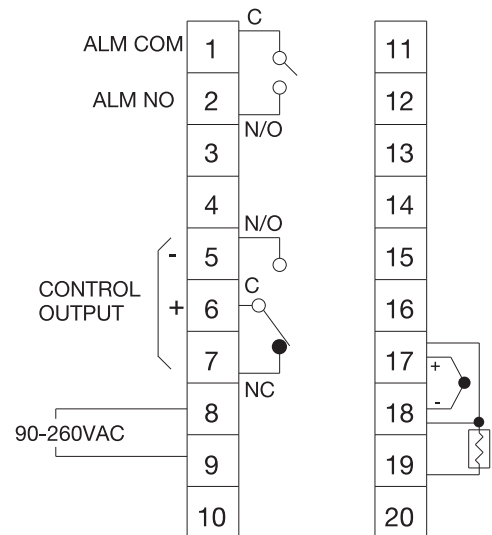 C
ALM COM 1
ALM NO 2
N/O
3
4
N/O
- 5
C
CONTROL
OUTPUT
+ 6
7
NC
8
90-260VAC
9
10
11
12
13
14
15
16
17
+
-
18
19
20